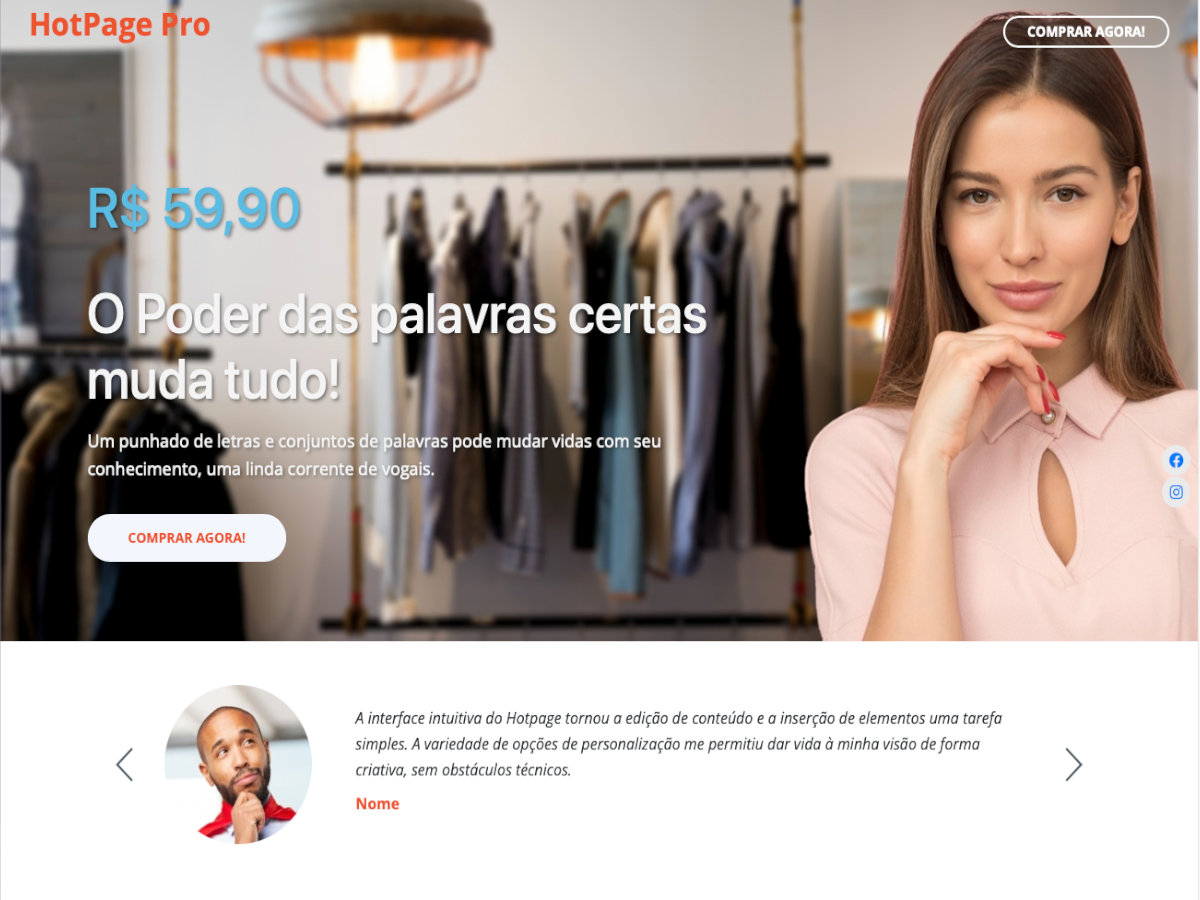 HotPage Pro
COMPRAR AGORA!
R$ 59,90
O Poder das palavras certas
muda tudo!
Um punhado de letras e conjuntos de palavras pode mudar vidas com seu
conhecimento, uma linda corrente de vogais.
COMPRAR AGORA!
A interface intuitiva do Hotpage tornou a edição de conteúdo e a inserção de elementos uma tarefa
simples. A variedade de opções de personalização me permitiu dar vida à minha visão de forma
criativa, sem obstáculos técnicos.
Nome